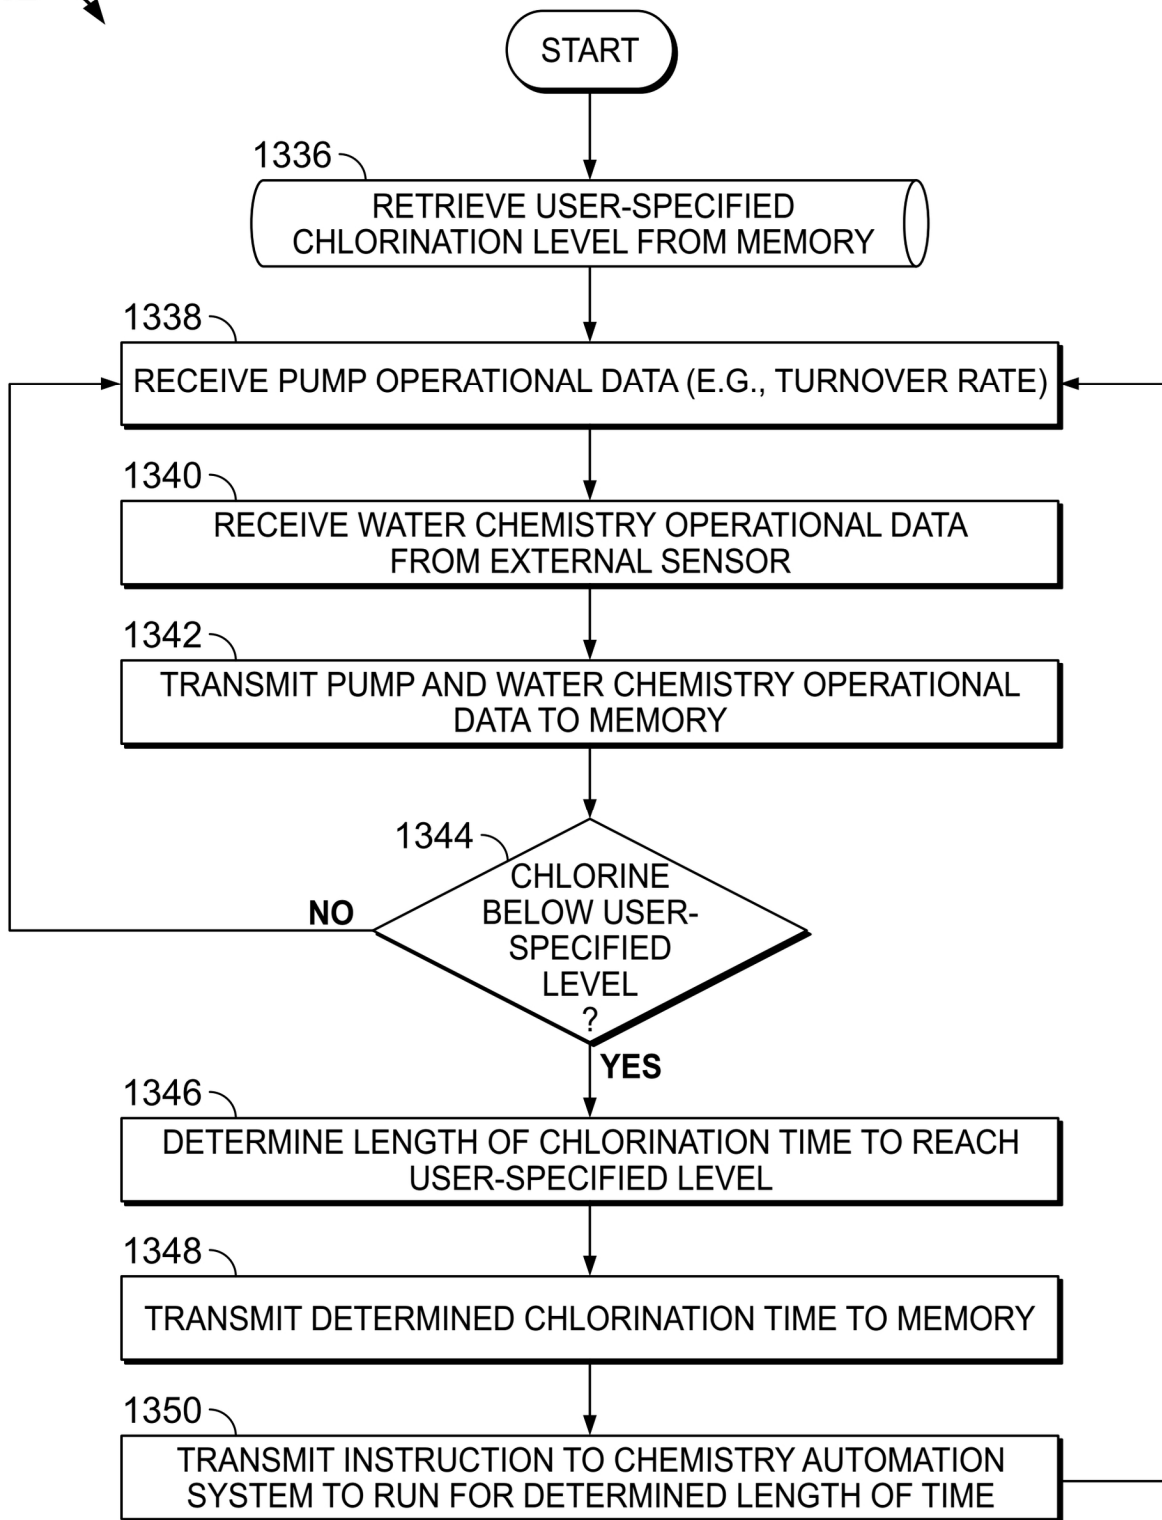 START
1336
RETRIEVE USER-SPECIFIED
CHLORINATION LEVEL FROM MEMORY
1338
RECEIVE PUMP OPERATIONAL DATA (E.G., TURNOVER RATE)
1340
RECEIVE WATER CHEMISTRY OPERATIONAL DATA
FROM EXTERNAL SENSOR
1342
TRANSMIT PUMP AND WATER CHEMISTRY OPERATIONAL
DATA TO MEMORY
1344
CHLORINE
BELOW USER-
SPECIFIED
LEVEL
?
NO
YES
1346
DETERMINE LENGTH OF CHLORINATION TIME TO REACH
USER-SPECIFIED LEVEL
1348
TRANSMIT DETERMINED CHLORINATION TIME TO MEMORY
1350
TRANSMIT INSTRUCTION TO CHEMISTRY AUTOMATION
SYSTEM TO RUN FOR DETERMINED LENGTH OF TIME